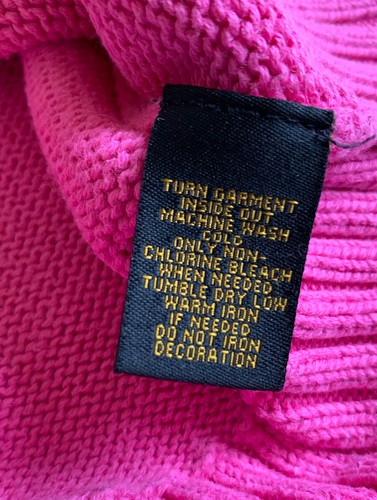 TURN GARMENT
INSIDE OUT
MACHINE WASH
COLD
ONLY NON-
CHLORINE BLEACH
WHEN NEEDED
TUMBLE DRY LOW
WARM IRON
IF NEEDED
DO NOT IRON
DECORATION